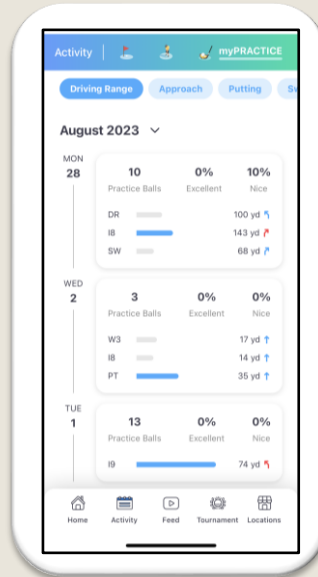 Activity myPRACTICE
Driving Range Approach Putting
August 2023
MON
28
10 0% 10%
Practice Balls Excellent Nice
DR 100 yd
I8 143 yd
SW 68 yd
WED
2
3 0% 0%
Practice Balls Excellent Nice
W3 17 yd
I8 14 yd
PT 35 yd
TUE
1
13 0% 0%
Practice Balls Excellent Nice
I9 74 yd
Home Activity Feed Tournament Locations